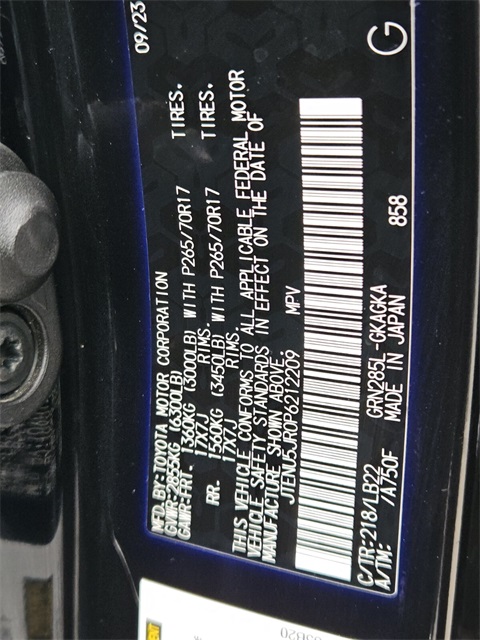 MFD.BY:TOYOTA MOTOR CORPORATION 09/23
GVWR:2855KG (6300LB)
GAWR:FRT. 1360KG (3000LB) WITH P265/70R17 TIRES.
17X7J RIMS.
RR. 1560KG (3450LB) WITH P265/70R17 TIRES.
17X7J RIMS.
THIS VEHICLE CONFORMS TO ALL APPLICABLE FEDERAL MOTOR
VEHICLE SAFETY STANDARDS IN EFFECT ON THE DATE OF
MANUFACTURE SHOWN ABOVE.
JTENU5JR0P6212209 MPV
C/TR:218/LB22 GRN285L-GKAGKA 858 G
A/TM: /A750F MADE IN JAPAN